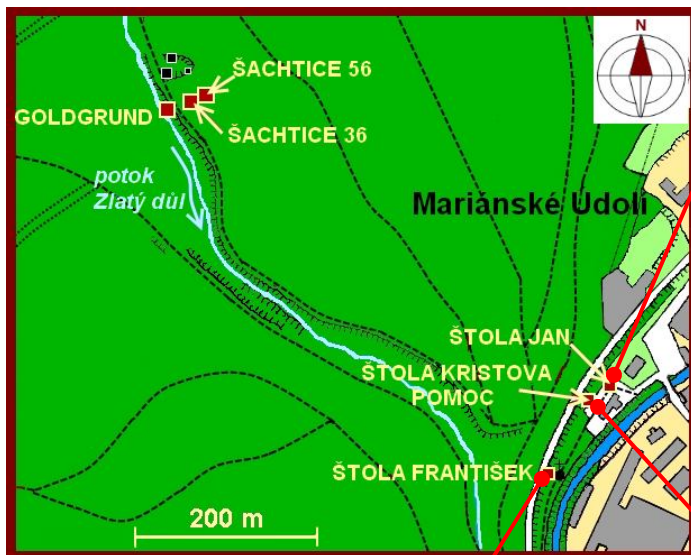 N
ŠACHTICE 56
GOLDGRUND
ŠACHTICE 36
potok
Zlatý důl
Mariánské Údolí
ŠTOLA JAN
ŠTOLA KRISTOVA
POMOC
ŠTOLA FRANTIŠEK
200 m